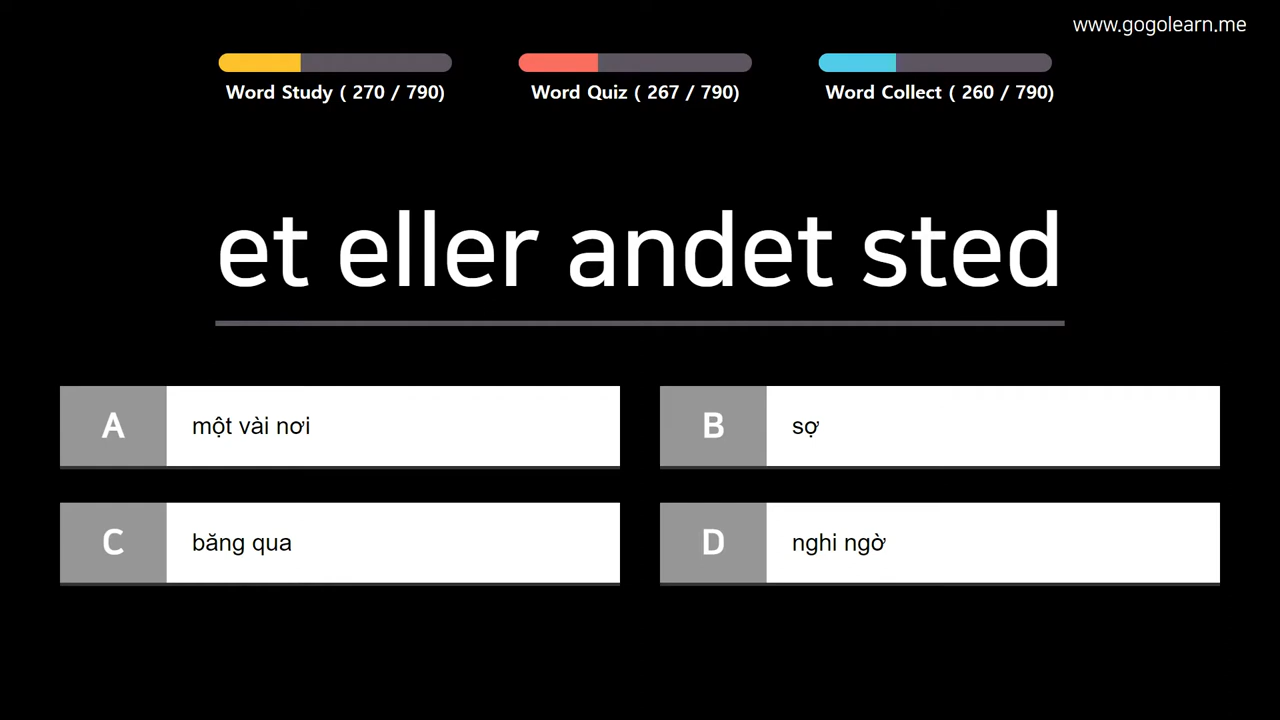 www.gogolearn.me
Word Study ( 270 / 790)
Word Quiz ( 267 / 790)
Word Collect ( 260 / 790)
et eller andet sted
A
một vài nơi
B
sợ
C
băng qua
D
nghi ngờ